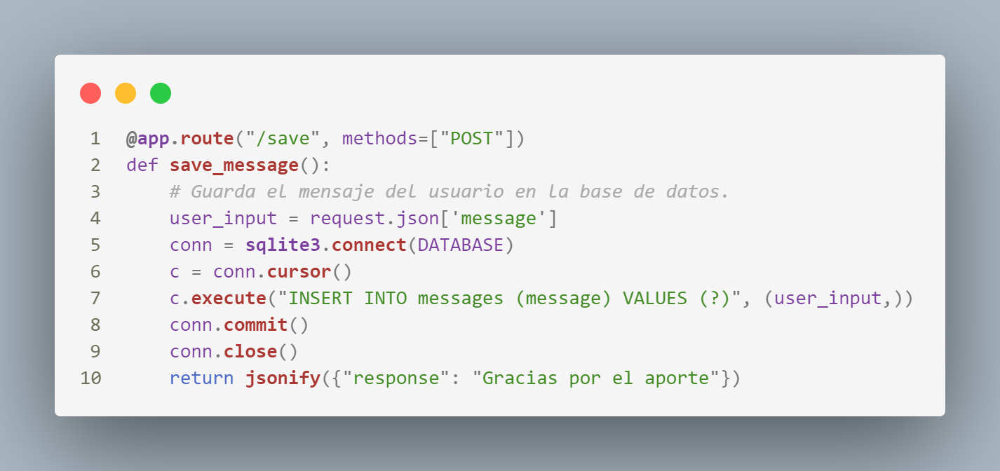 1 @app.route("/save", methods=["POST"])
2 def save_message():
3     # Guarda el mensaje del usuario en la base de datos.
4     user_input = request.json['message']
5     conn = sqlite3.connect(DATABASE)
6     c = conn.cursor()
7     c.execute("INSERT INTO messages (message) VALUES (?)", (user_input,))
8     conn.commit()
9     conn.close()
10     return jsonify({"response": "Gracias por el aporte"})